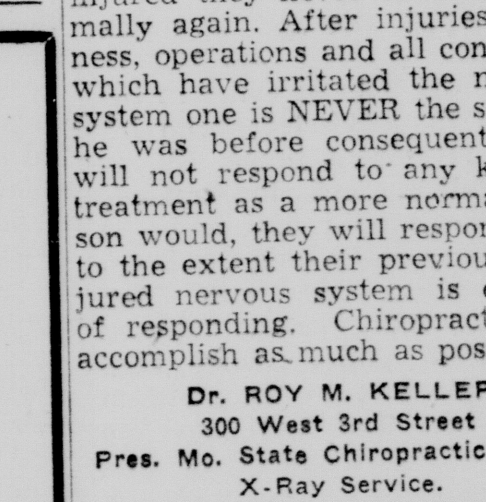 mally again. After injuries
ness, operations and all con
which have irritated the
system one is NEVER the s
he was before consequent
will not respond to any
treatment as a more norm
son would, they will respo
to the extent their previou
jured nervous system is
of responding. Chiropract
accomplish as much as pos
Dr. ROY M. KELLER
300 West 3rd Street
Pres. Mo. State Chiropractic
X-Ray Service.